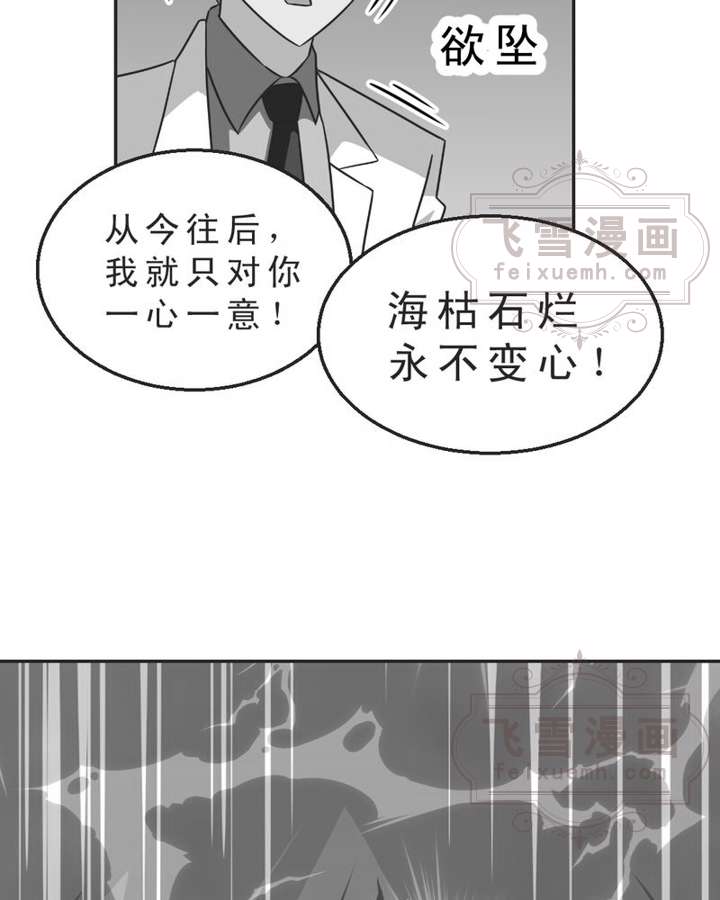 欲坠
从今往后，
我就只对你
一心一意！
海枯石烂
永不变心！
飞雪漫画
feixuemh.com
飞雪漫画
feixuemh.com